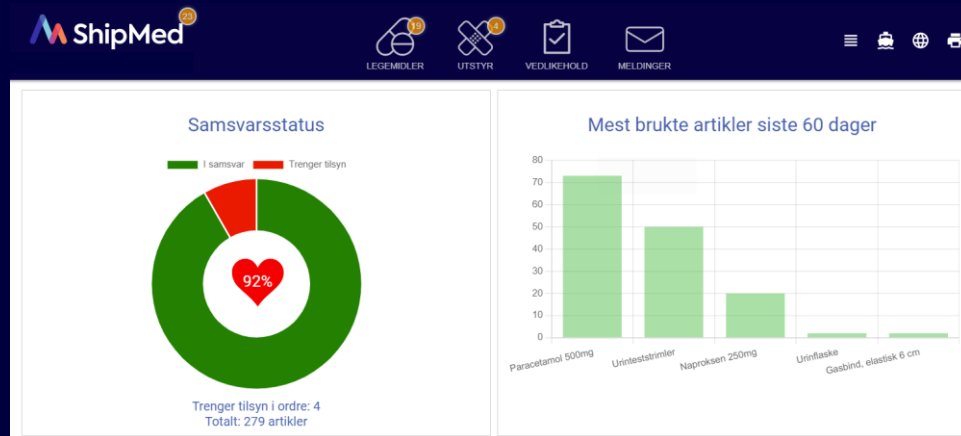 ShipMed
23
19
4
LEGEMIDLER
UTSTYR
VEDLIKEHOLD
MELDINGER
Samsvarsstatus
I samsvar
Trenger tilsyn
92%
Trenger tilsyn i ordre: 4
Totalt: 279 artikler
Mest brukte artikler siste 60 dager
80
70
60
50
40
30
20
10
0
Paracetamol 500mg
Urinteststrimler
Naproksen 250mg
Urinflaske
Gasbind, elastisk 6 cm